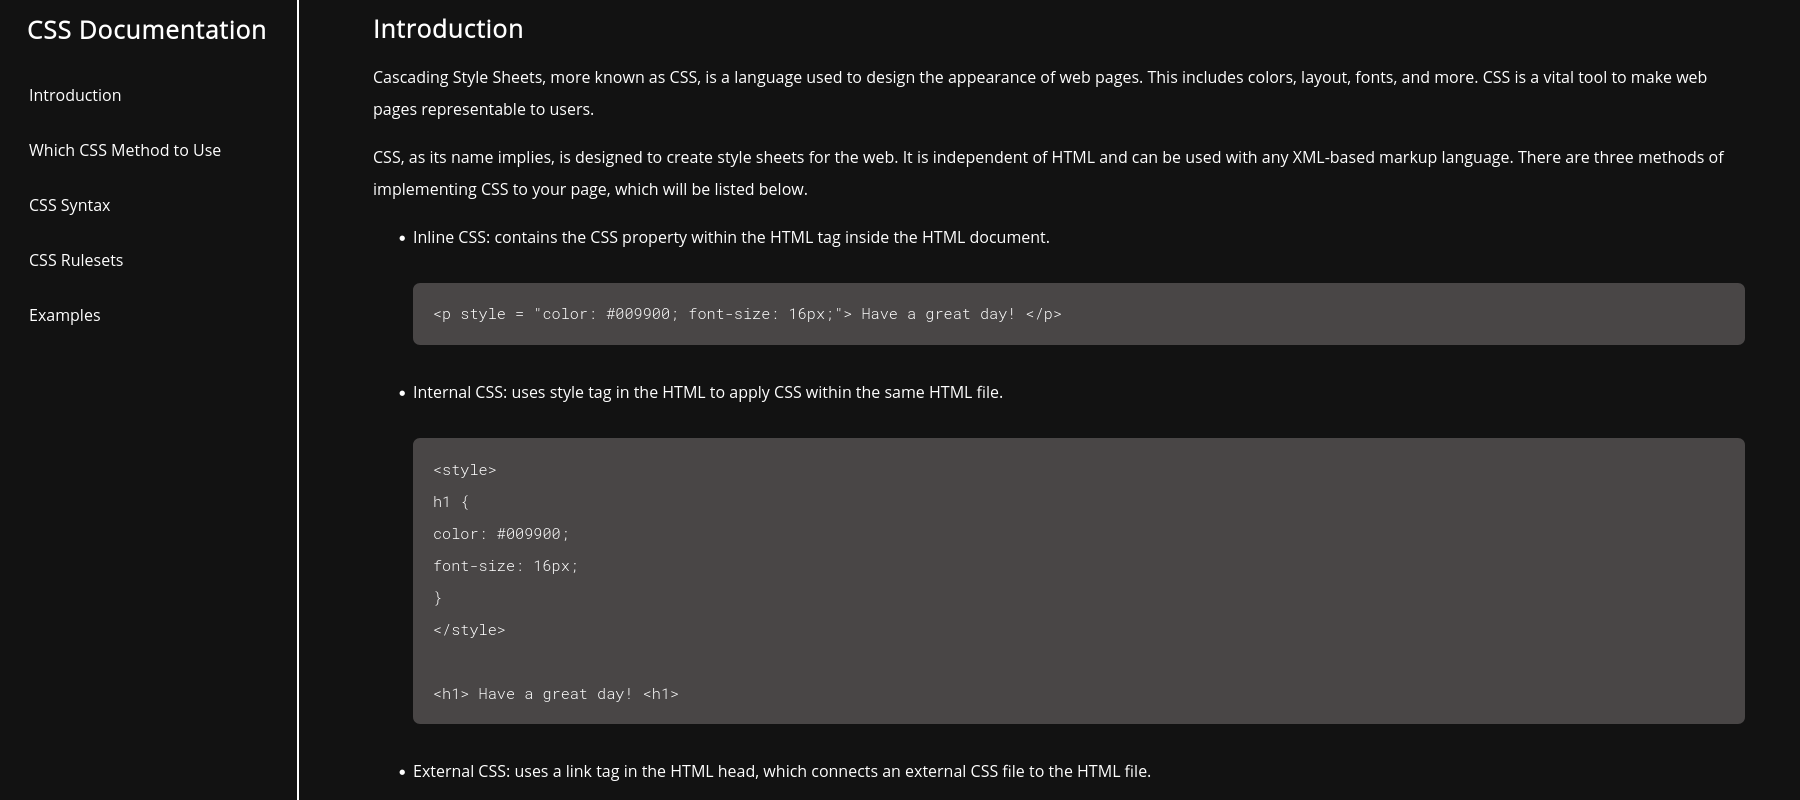 CSS Documentation
Introduction
Which CSS Method to Use
CSS Syntax
CSS Rulesets
Examples
Introduction
Cascading Style Sheets, more known as CSS, is a language used to design the appearance of web pages. This includes colors, layout, fonts, and more. CSS is a vital tool to make web
pages representable to users.
CSS, as its name implies, is designed to create style sheets for the web. It is independent of HTML and can be used with any XML-based markup language. There are three methods of
implementing CSS to your page, which will be listed below.
• Inline CSS: contains the CSS property within the HTML tag inside the HTML document.
<p style = "color: #009900; font-size: 16px;"> Have a great day! </p>
• Internal CSS: uses style tag in the HTML to apply CSS within the same HTML file.
<style>
h1 {
color: #009900;
font-size: 16px;
}
</style>
<h1> Have a great day! <h1>
• External CSS: uses a link tag in the HTML head, which connects an external CSS file to the HTML file.